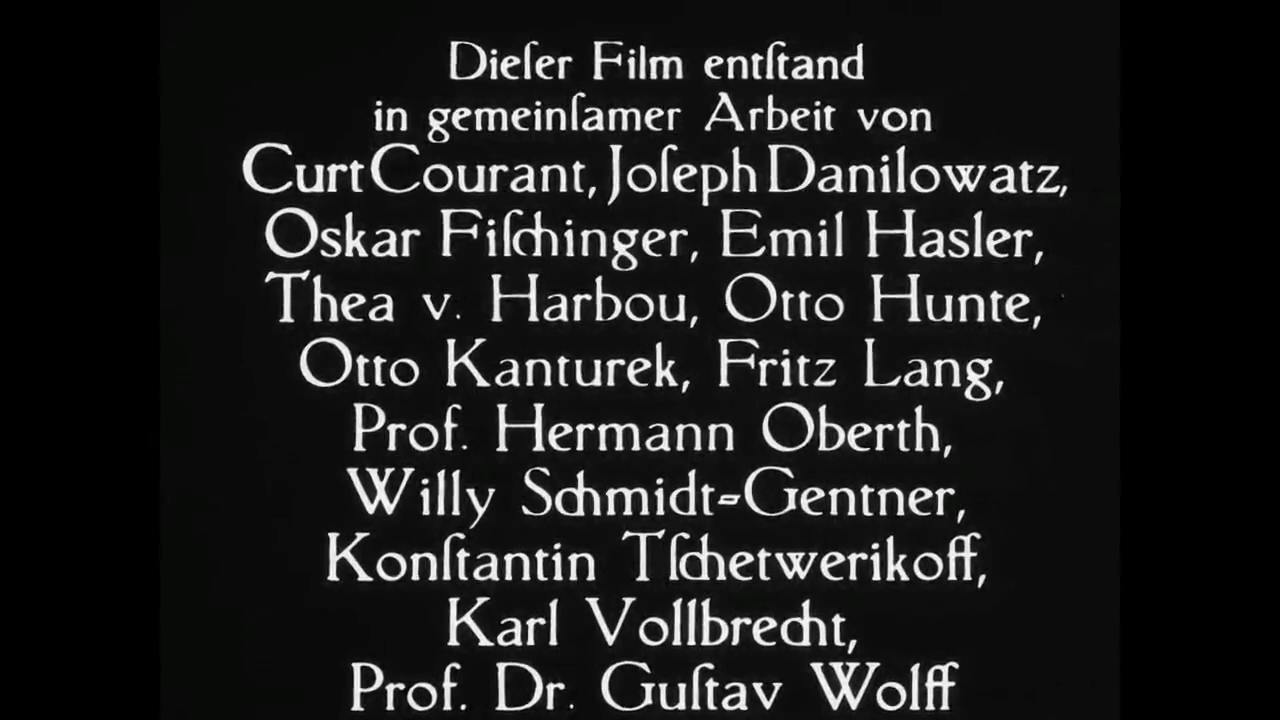 Dieſer Film entſtand
in gemeinſamer Arbeit von
Curt Courant, Joſeph Danilowatz,
Oskar Fiſchinger, Emil Hasler,
Thea v. Harbou, Otto Hunte,
Otto Kanturek, Fritz Lang,
Prof. Hermann Oberth,
Willy Schmidt-Gentner,
Konſtantin Tſchetwerikoff,
Karl Vollbrecht,
Prof. Dr. Guſtav Wolff